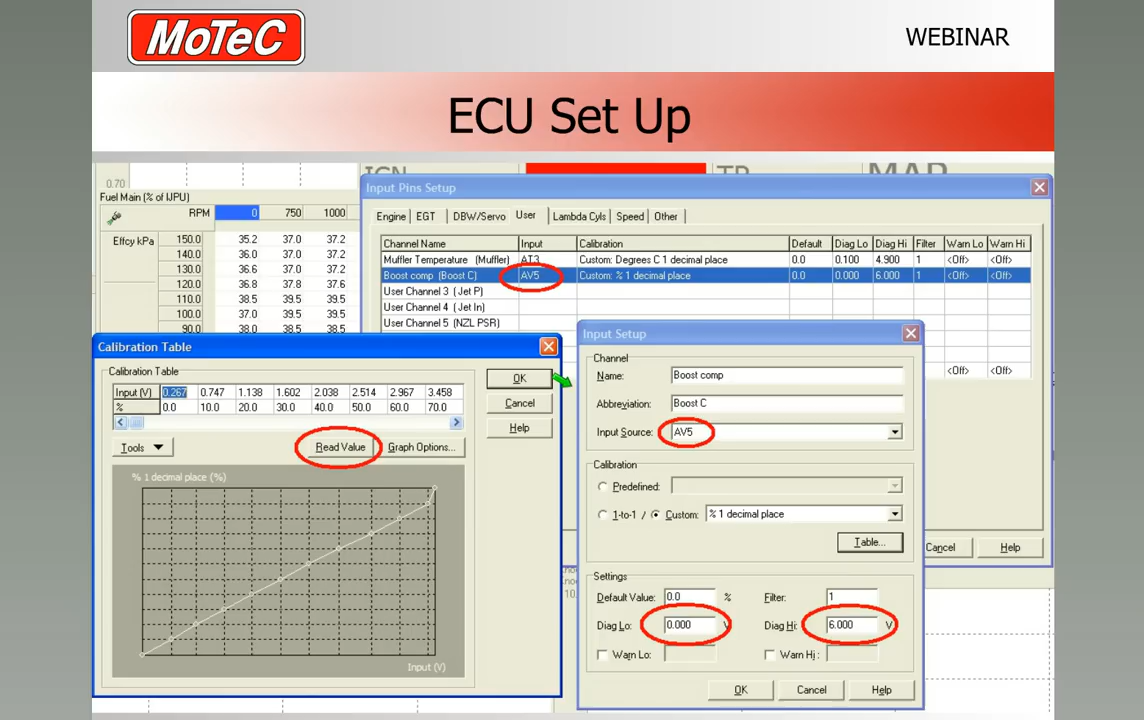 MoTeC
WEBINAR
ECU Set Up
0.70
Fuel Main (% of IJPU)
RPM 0 750 1000
Effcy kPa 150.0 35.2 37.0 37.2
140.0 36.0 37.0 37.2
130.0 36.6 37.0 37.2
120.0 36.8 37.8 37.6
110.0 38.5 39.5 39.5
100.0 37.0 39.5 39.5
90.0 38.0 38.5 38.5
IGN TP MAP
Input Pins Setup
Engine EGT DBW/Servo User Lambda Cyls Speed Other
Channel Name Input Calibration Default Diag Lo Diag Hi Filter Warn Lo Warn Hi
Muffler Temperature (Muffler) AT3 Custom: Degrees C 1 decimal place 0.0 0.100 4.900 1 <Off> <Off>
Boost comp (Boost C) AV5 Custom: % 1 decimal place 0.0 0.000 6.000 1 <Off> <Off>
User Channel 3 (Jet P)
User Channel 4 (Jet In)
User Channel 5 (NZL PSR)
<Off> <Off>
Cancel Help
Calibration Table
Calibration Table
Input (V) 0.267 0.747 1.138 1.602 2.038 2.514 2.967 3.458
% 0.0 10.0 20.0 30.0 40.0 50.0 60.0 70.0
OK
Cancel
Help
Tools Read Value Graph Options...
% 1 decimal place (%)
Input (V)
Input Setup
Channel
Name: Boost comp
Abbreviation: Boost C
Input Source: AV5
Calibration
Predefined:
1-to-1 / Custom: % 1 decimal place
Table...
Settings
Default Value: 0.0 % Filter: 1
Diag Lo: 0.000 V Diag Hi: 6.000 V
Warn Lo: Warn Hi:
OK Cancel Help